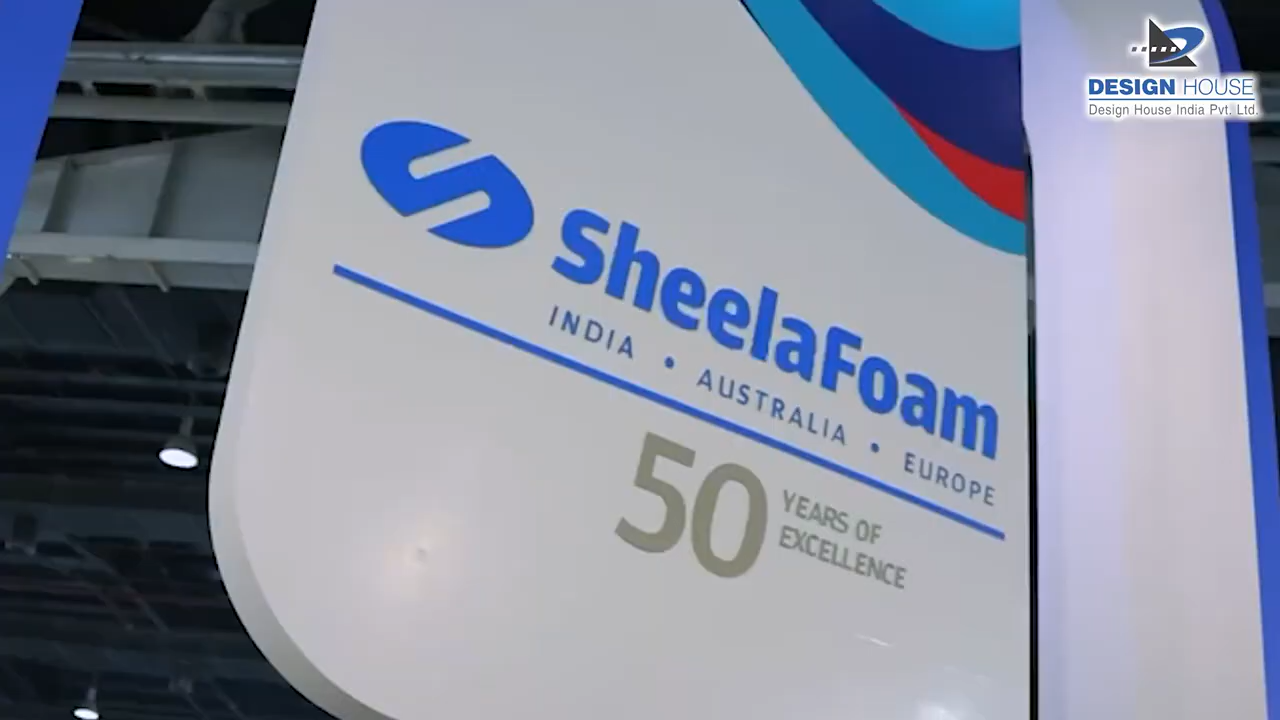 SheelaFoam
INDIA • AUSTRALIA • EUROPE
50 YEARS OF
EXCELLENCE
DESIGN HOUSE
Design House India Pvt. Ltd.